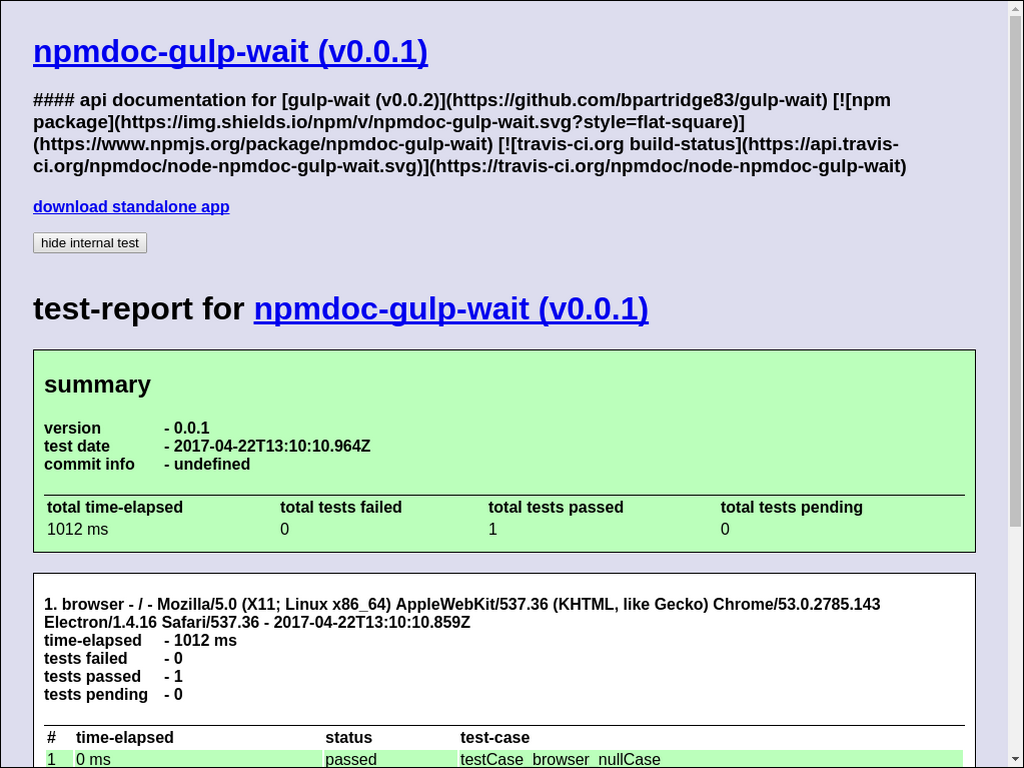 npmdoc-gulp-wait (v0.0.1)
#### api documentation for [gulp-wait (v0.0.2)](https://github.com/bpartridge83/gulp-wait) [![npm
package](https://img.shields.io/npm/v/npmdoc-gulp-wait.svg?style=flat-square)]
(https://www.npmjs.org/package/npmdoc-gulp-wait) [![travis-ci.org build-status](https://api.travis-
ci.org/npmdoc/node-npmdoc-gulp-wait.svg)](https://travis-ci.org/npmdoc/node-npmdoc-gulp-wait)
download standalone app
hide internal test
test-report for npmdoc-gulp-wait (v0.0.1)
summary
version - 0.0.1
test date - 2017-04-22T13:10:10.964Z
commit info - undefined
total time-elapsed total tests failed total tests passed total tests pending
1012 ms 0 1 0
1. browser - / - Mozilla/5.0 (X11; Linux x86_64) AppleWebKit/537.36 (KHTML, like Gecko) Chrome/53.0.2785.143
Electron/1.4.16 Safari/537.36 - 2017-04-22T13:10:10.859Z
time-elapsed - 1012 ms
tests failed - 0
tests passed - 1
tests pending - 0
# time-elapsed status test-case
1 0 ms passed testCase_browser_nullCase